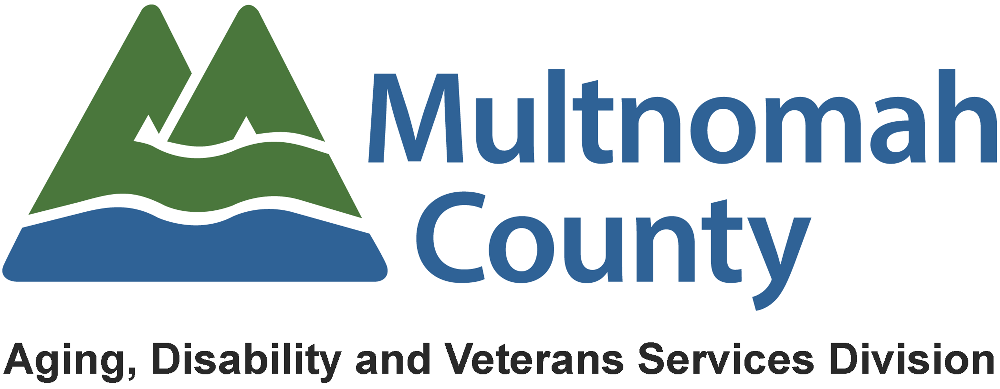 Multnomah
County
Aging, Disability and Veterans Services Division